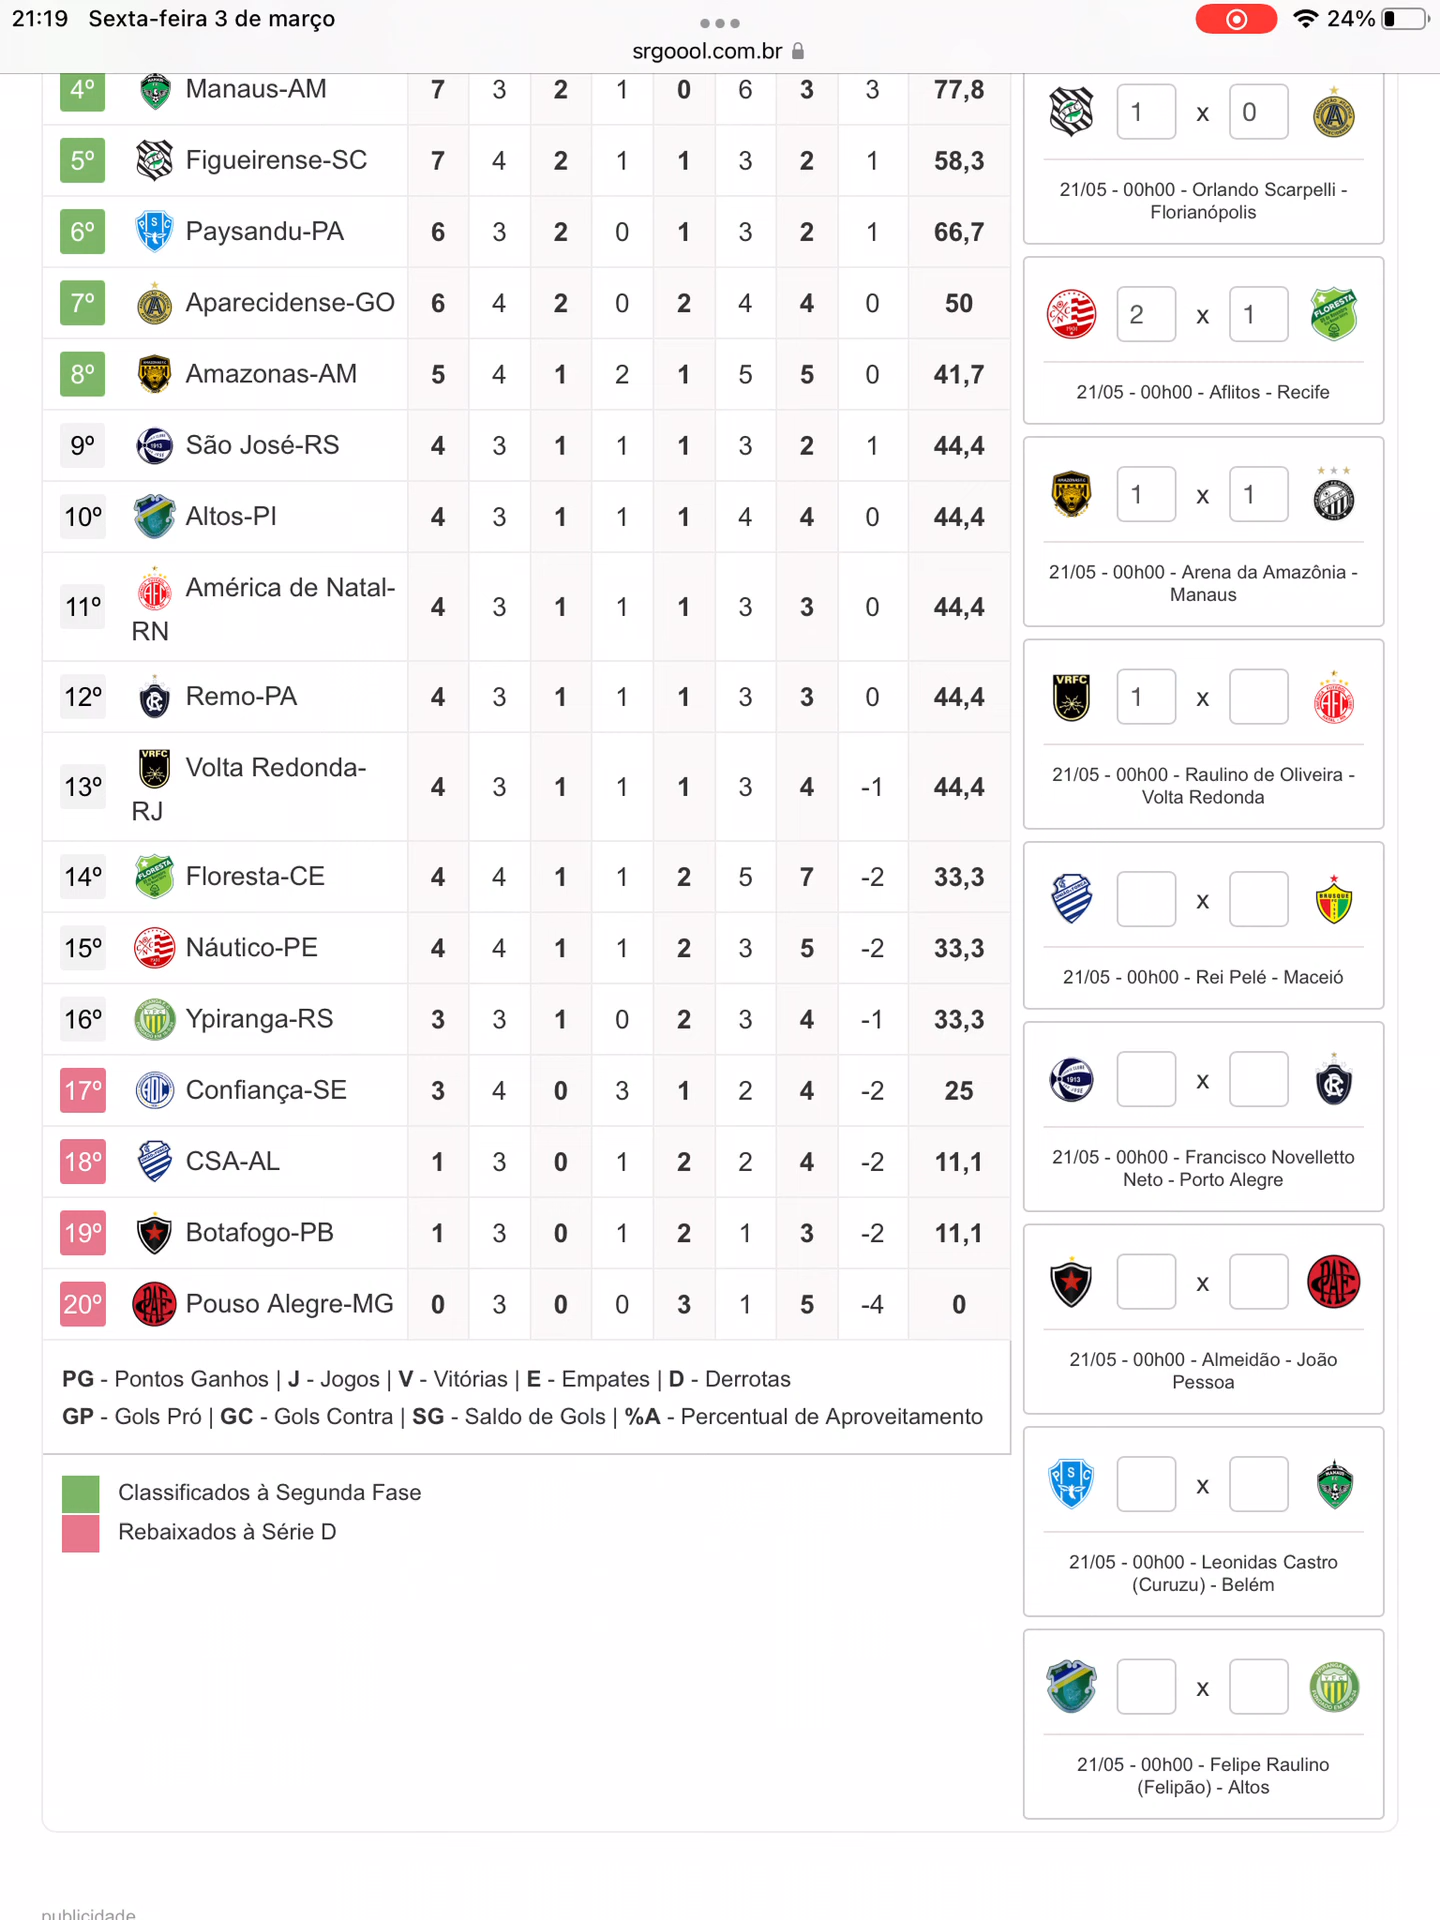 21:19 Sexta-feira 3 de março
24%
srgoool.com.br
4º Manaus-AM 7 3 2 1 0 6 3 3 77,8
5º Figueirense-SC 7 4 2 1 1 3 2 1 58,3
6º Paysandu-PA 6 3 2 0 1 3 2 1 66,7
7º Aparecidense-GO 6 4 2 0 2 4 4 0 50
8º Amazonas-AM 5 4 1 2 1 5 5 0 41,7
9º São José-RS 4 3 1 1 1 3 2 1 44,4
10º Altos-PI 4 3 1 1 1 4 4 0 44,4
11º América de Natal-
RN 4 3 1 1 1 3 3 0 44,4
12º Remo-PA 4 3 1 1 1 3 3 0 44,4
13º Volta Redonda-
RJ 4 3 1 1 1 3 4 -1 44,4
14º Floresta-CE 4 4 1 1 2 5 7 -2 33,3
15º Náutico-PE 4 4 1 1 2 3 5 -2 33,3
16º Ypiranga-RS 3 3 1 0 2 3 4 -1 33,3
17º Confiança-SE 3 4 0 3 1 2 4 -2 25
18º CSA-AL 1 3 0 1 2 2 4 -2 11,1
19º Botafogo-PB 1 3 0 1 2 1 3 -2 11,1
20º Pouso Alegre-MG 0 3 0 0 3 1 5 -4 0
PG - Pontos Ganhos | J - Jogos | V - Vitórias | E - Empates | D - Derrotas
GP - Gols Pró | GC - Gols Contra | SG - Saldo de Gols | %A - Percentual de Aproveitamento
Classificados à Segunda Fase
Rebaixados à Série D
1 x 0
21/05 - 00h00 - Orlando Scarpelli -
Florianópolis
2 x 1
21/05 - 00h00 - Aflitos - Recife
1 x 1
21/05 - 00h00 - Arena da Amazônia -
Manaus
1 x
21/05 - 00h00 - Raulino de Oliveira -
Volta Redonda
x
21/05 - 00h00 - Rei Pelé - Maceió
x
21/05 - 00h00 - Francisco Novelletto
Neto - Porto Alegre
x
21/05 - 00h00 - Almeidão - João
Pessoa
x
21/05 - 00h00 - Leonidas Castro
(Curuzu) - Belém
x
21/05 - 00h00 - Felipe Raulino
(Felipão) - Altos
publicidade